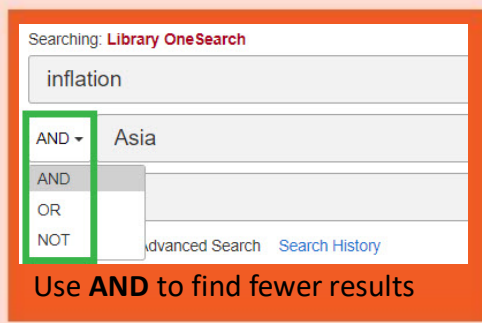 Searching: Library OneSearch
inflation
AND Asia
AND
OR
NOT
Advanced Search Search History
Use AND to find fewer results